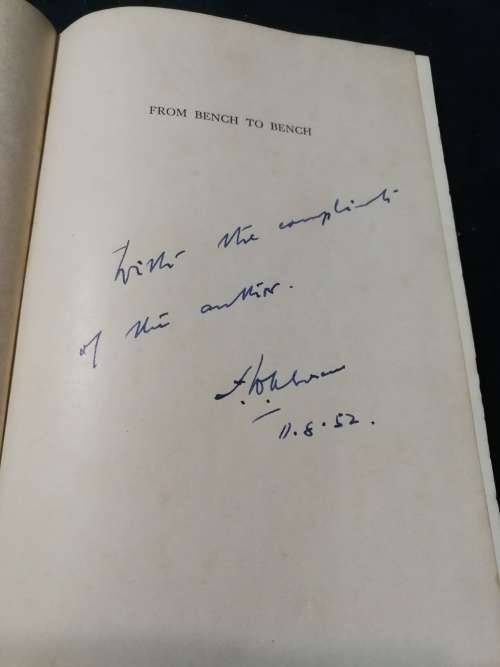 FROM BENCH TO BENCH
With the compliments
of the author.
11.8.52.